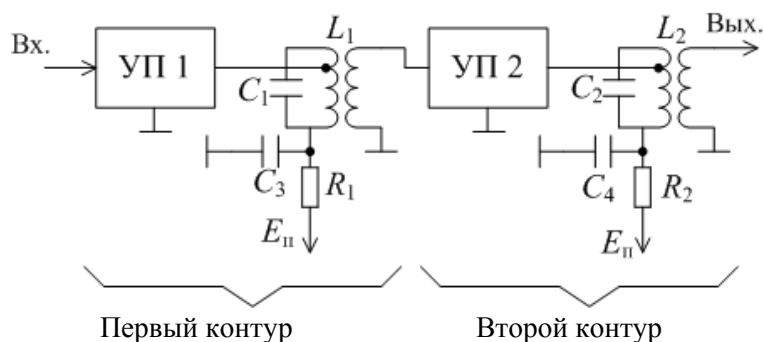 Вх.
УП 1
C1
L1
C3
R1
Eп
УП 2
C2
L2
Вых.
C4
R2
Eп
Первый контур
Второй контур